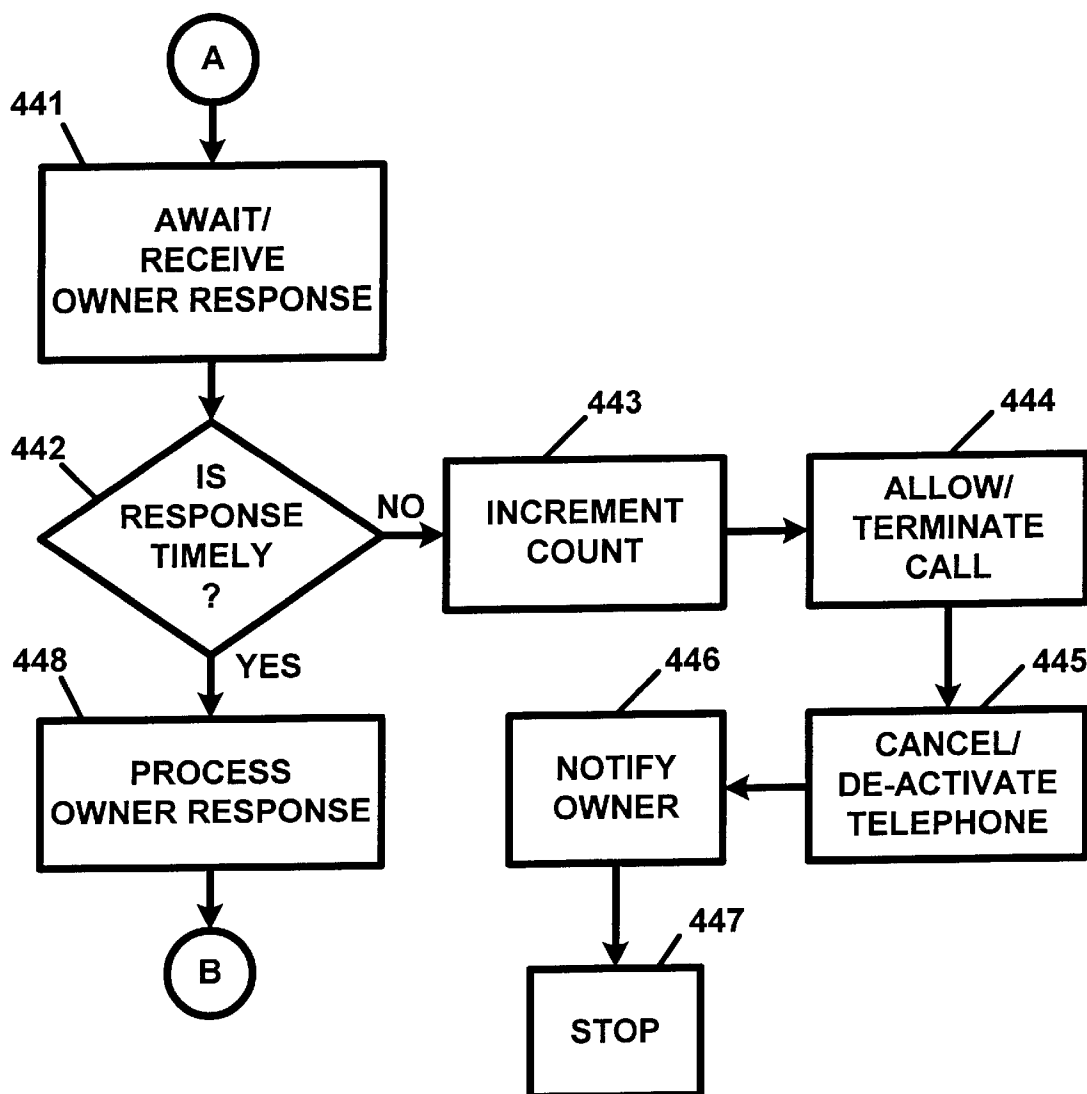 A
441
AWAIT/
RECEIVE
OWNER RESPONSE
442
IS
RESPONSE
TIMELY
?
NO
YES
443
INCREMENT
COUNT
444
ALLOW/
TERMINATE
CALL
445
CANCEL/
DE-ACTIVATE
TELEPHONE
446
NOTIFY
OWNER
447
STOP
448
PROCESS
OWNER RESPONSE
B